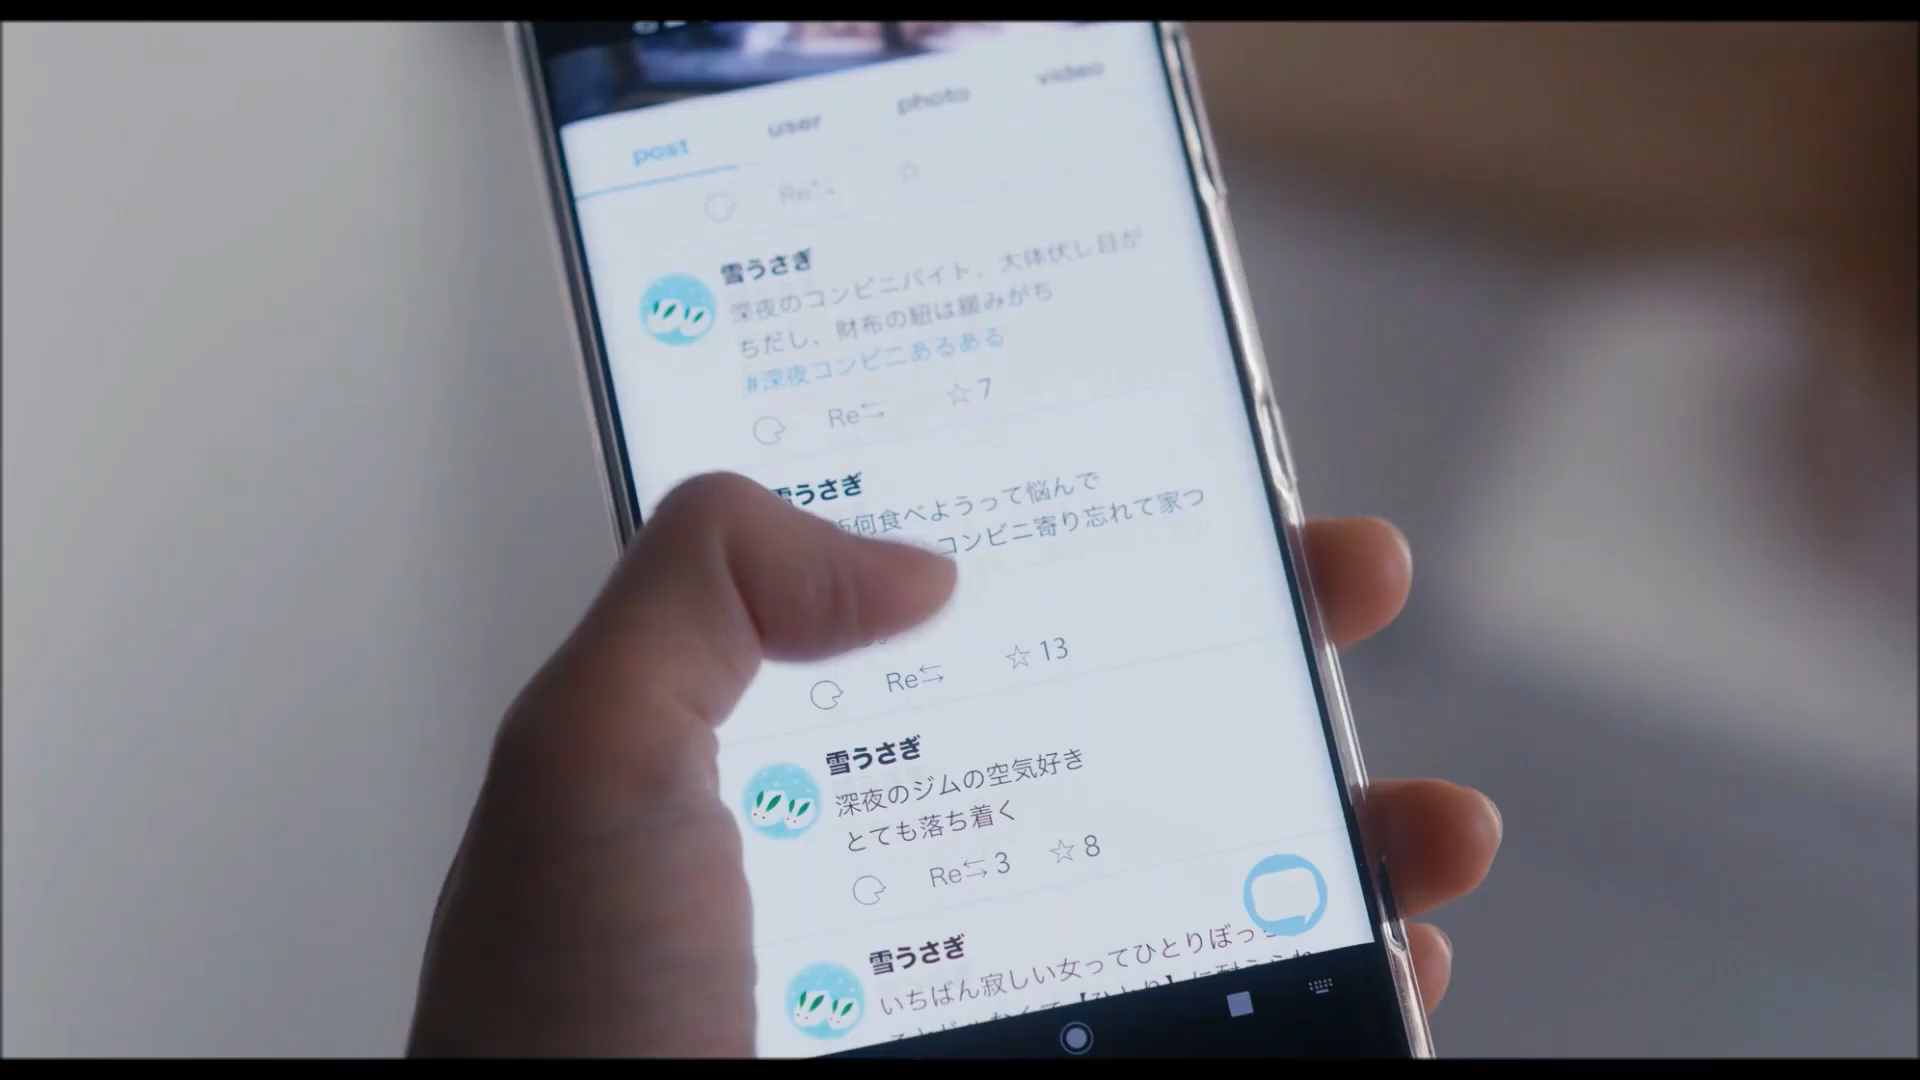 post
user
photo
video
Re
雪うさぎ
深夜のコンビニバイト、大体伏し目が
ちだし、財布の紐は緩みがち
#深夜コンビニあるある
Re
7
雪うさぎ
何食べようって悩んで
コンビニ寄り忘れて家つ
Re
13
雪うさぎ
深夜のジムの空気好き
とても落ち着く
Re 3
8
雪うさぎ
いちばん寂しい女ってひとりぼっ